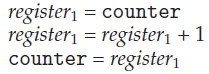 register₁ = counter
register₁ = register₁ + 1
counter = register₁